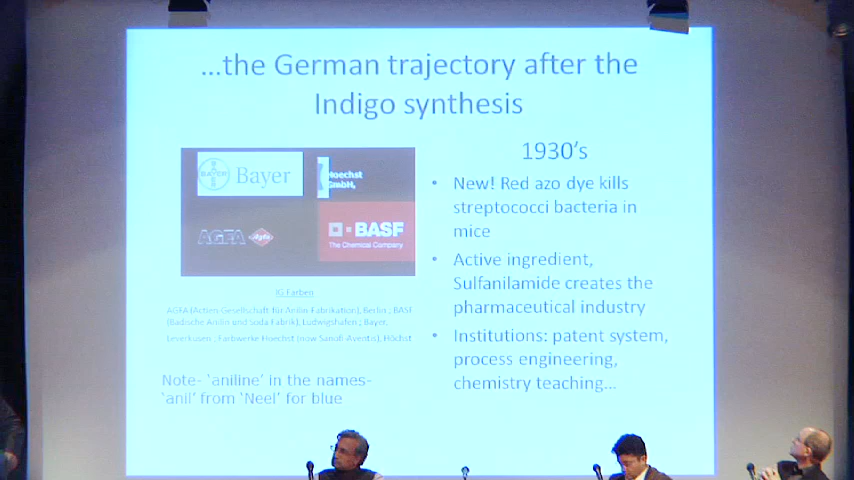 ...the German trajectory after the
Indigo synthesis
BAYER
Bayer
Hoechst
GmbH,
AGFA
Agfa
BASF
The Chemical Company
IG Farben
AGFA (Actien-Gesellschaft für Anilin-Fabrikation), Berlin; BASF
(Badische Anilin und Soda Fabrik), Ludwigshafen; Bayer,
Leverkusen; Farbwerke Hoechst (now Sanofi-Aventis), Höchst
Note- 'aniline' in the names-
'anil' from 'Neel' for blue
1930's
• New! Red azo dye kills
streptococci bacteria in
mice
• Active ingredient,
Sulfanilamide creates the
pharmaceutical industry
• Institutions: patent system,
process engineering,
chemistry teaching...